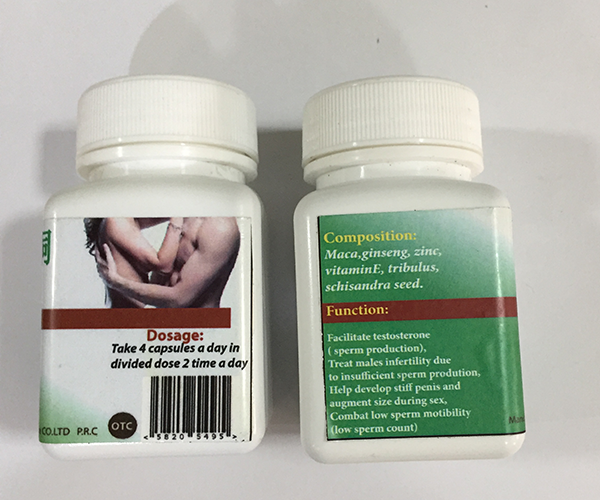 Dosage:
Take 4 capsules a day in
divided dose 2 time a day
CO.LTD P.R.C
OTC
< 5820 5495 >
Composition:
Maca,ginseng, zinc,
vitaminE, tribulus,
schisandra seed.
Function:
Facilitate testosterone
( sperm production),
Treat males infertility due
to insufficient sperm prodution,
Help develop stiff penis and
augment size during sex,
Combat low sperm motibility
(low sperm count)